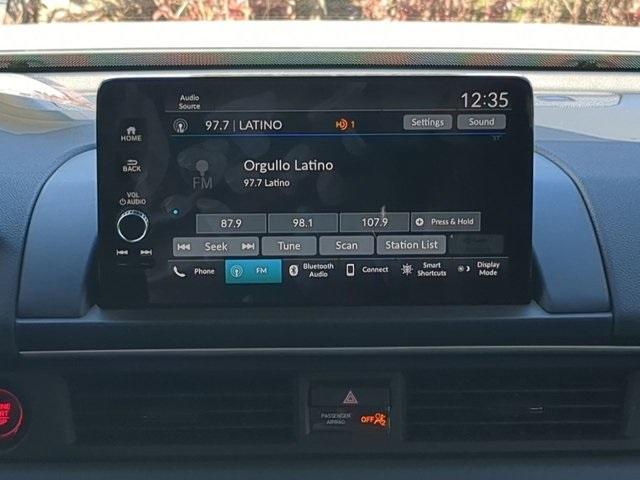 Audio
Source
12:35
97.7 | LATINO
1
Settings
Sound
HOME
BACK
VOL
AUDIO
Orgullo Latino
97.7 Latino
FM
87.9
98.1
107.9
Press & Hold
Seek
Tune
Scan
Station List
Phone
FM
Bluetooth
Audio
Connect
Smart
Shortcuts
Display
Mode
PASSENGER
AIRBAG
OFF